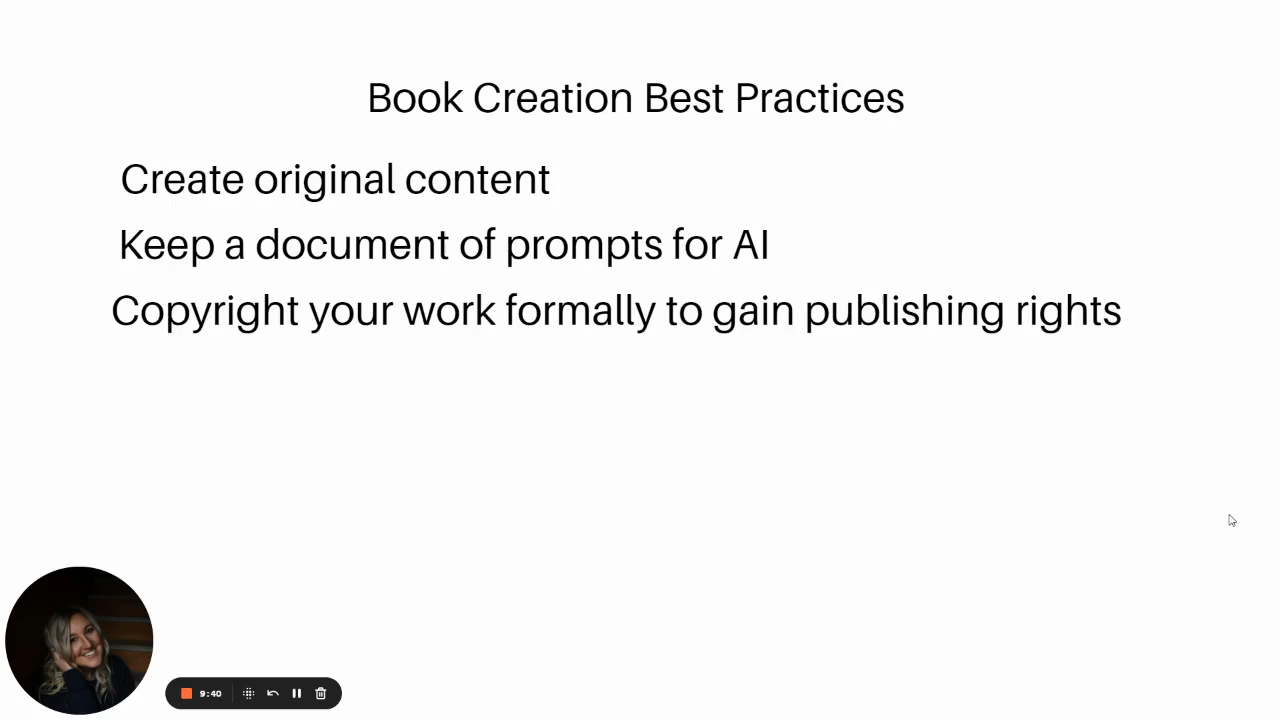 Book Creation Best Practices
Create original content
Keep a document of prompts for AI
Copyright your work formally to gain publishing rights
9:40